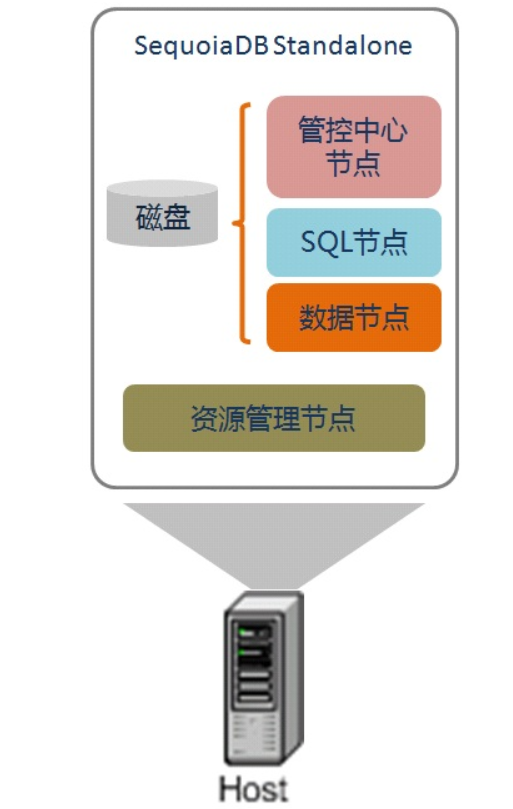 SequoiaDB Standalone
管控中心
节点
磁盘
SQL节点
数据节点
资源管理节点
Host